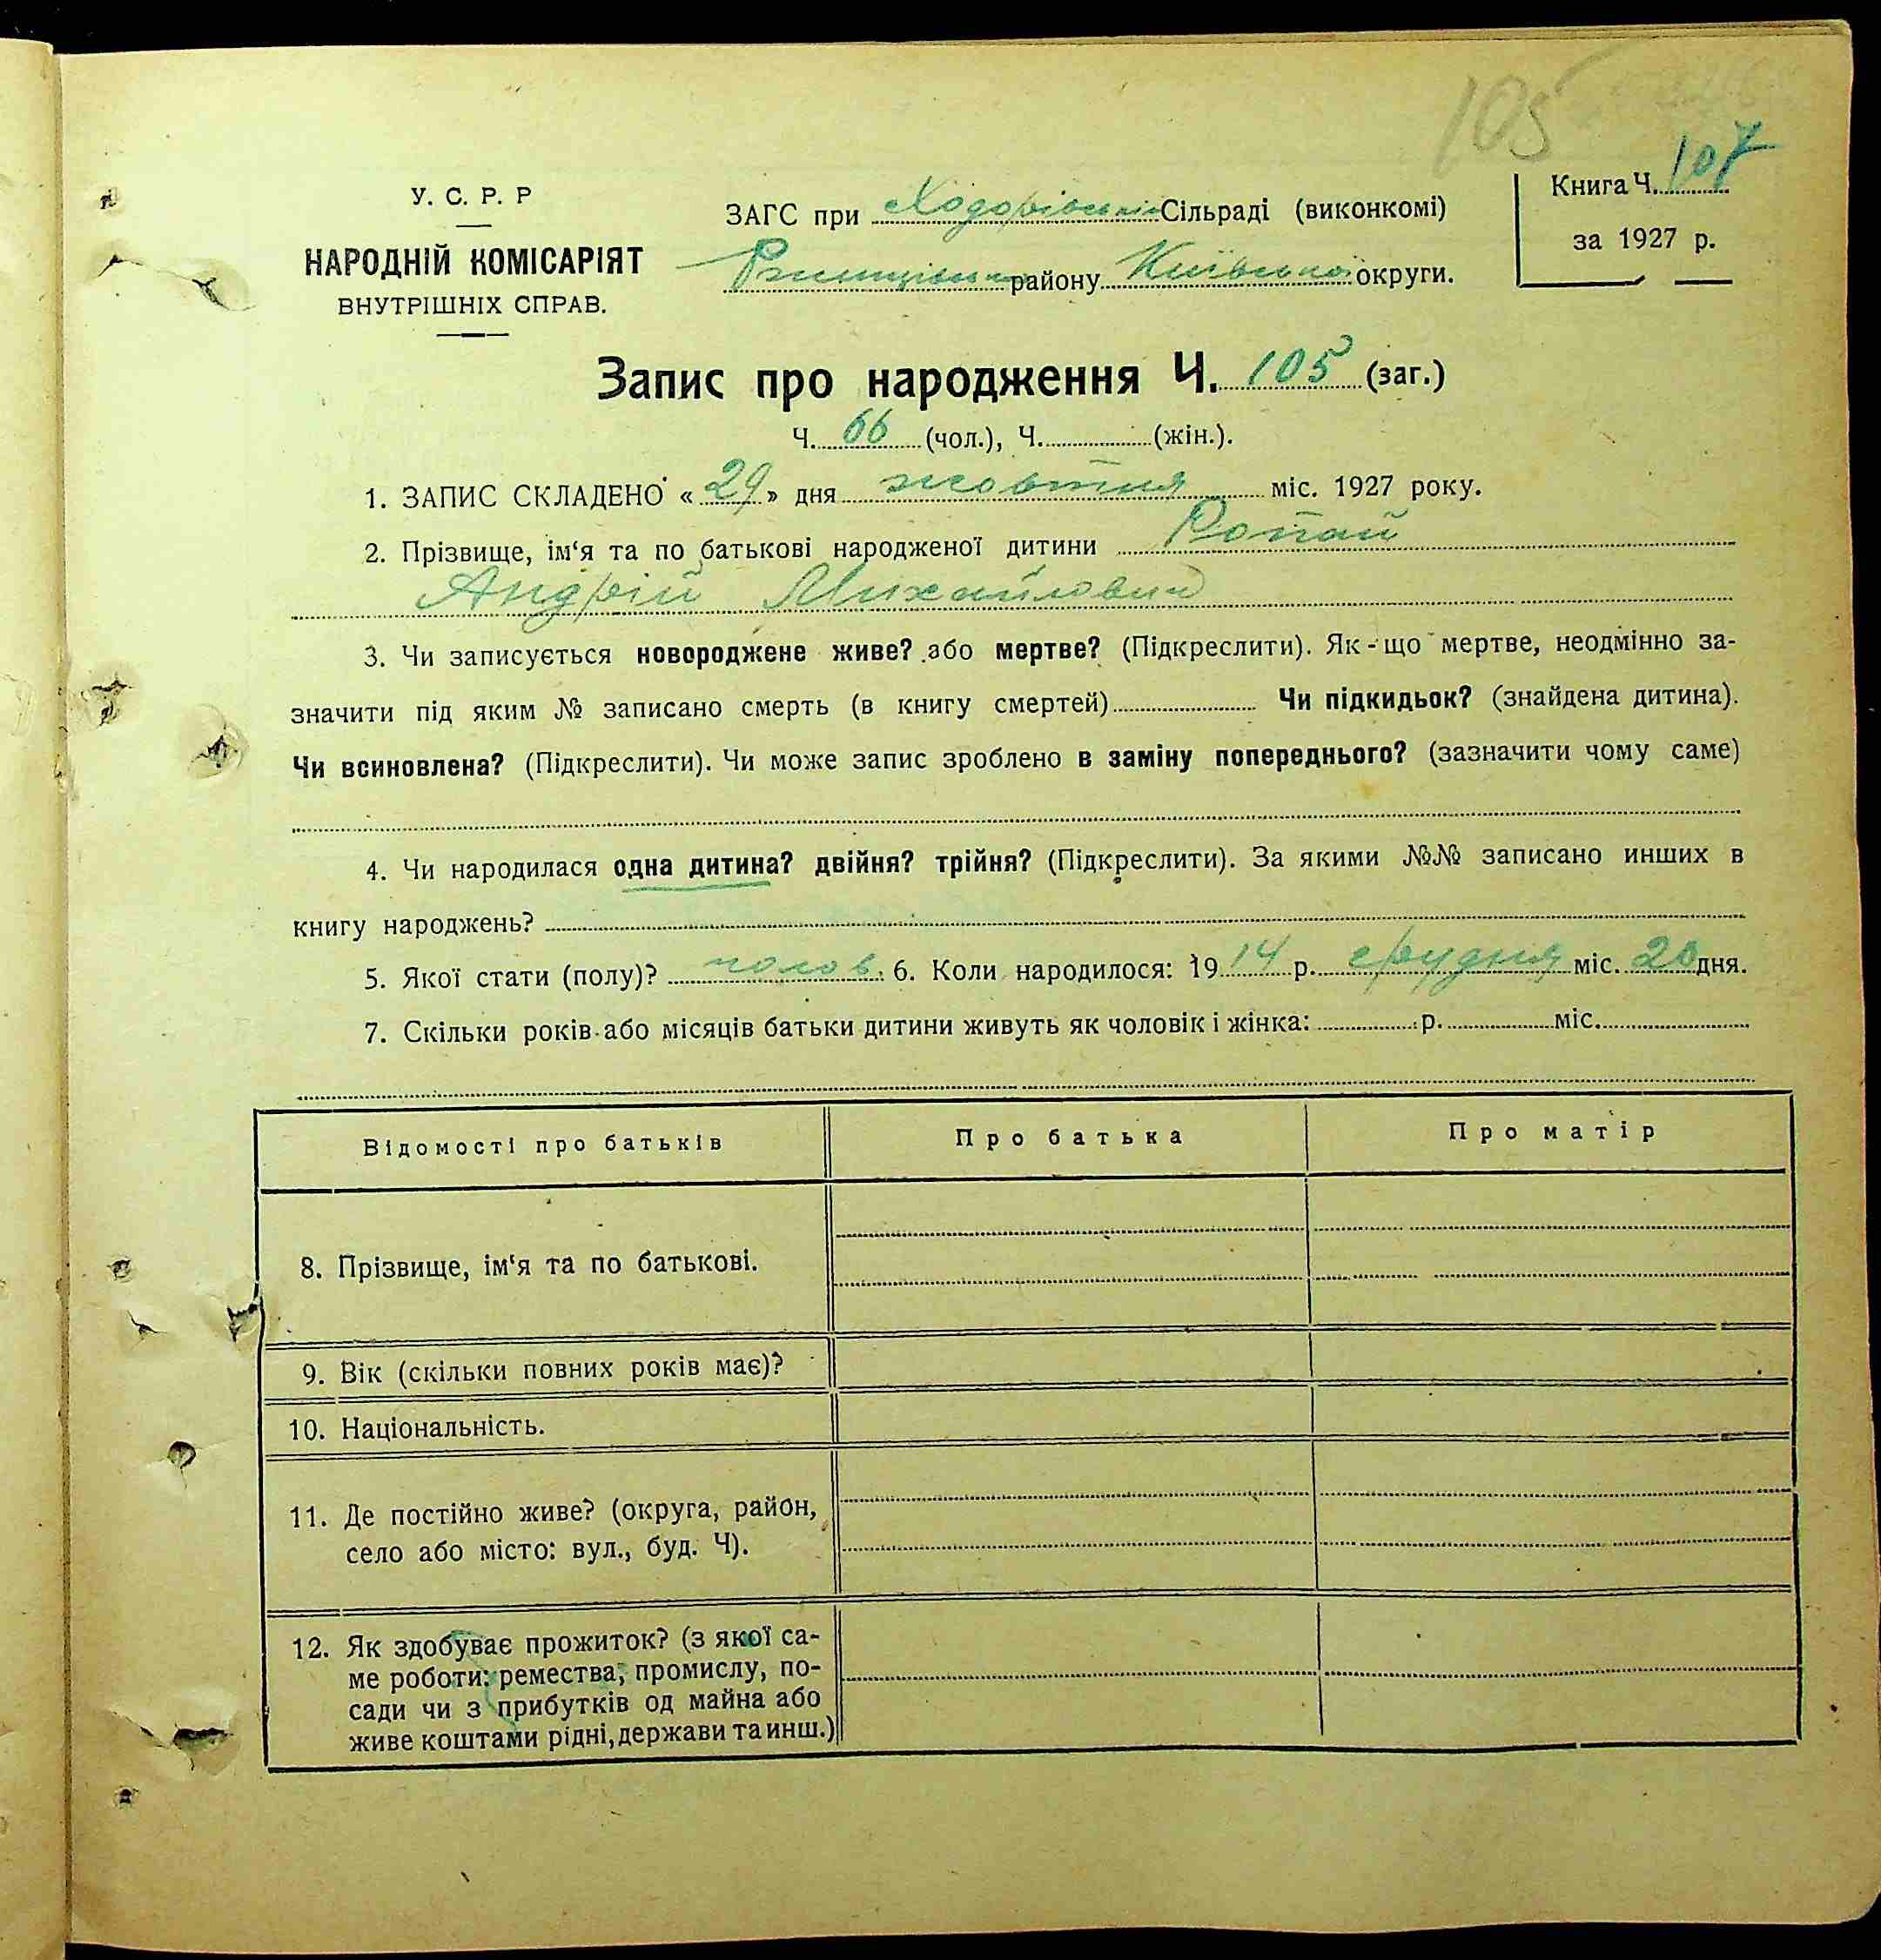 105
У. С. Р. Р
НАРОДНІЙ КОМІСАРІЯТ
ВНУТРІШНІХ СПРАВ.
ЗАГС при Ходорівській Сільраді (виконкомі)
Ржищівськ району Київської округи.
Книга Ч. 107
за 1927 р.
Запис про народження Ч. 105 (заг.)
Ч. 66 (чол.), Ч. (жін.).
1. ЗАПИС СКЛАДЕНО « 29 » дня жовтня міс. 1927 року.
2. Прізвище, ім‘я та по батькові народженої дитини Ропай
Андрій Михайлович
3. Чи записується новороджене живе? або мертве? (Підкреслити). Як-що мертве, неодмінно за-
значити під яким № записано смерть (в книгу смертей) Чи підкидьок? (знайдена дитина).
Чи всиновлена? (Підкреслити). Чи може запис зроблено в заміну попереднього? (зазначити чому саме)
4. Чи народилася одна дитина? двійня? трійня? (Підкреслити). За якими №№ записано инших в
книгу народжень?
5. Якої стати (полу)? чолов. 6. Коли народилося: 1914 р. грудня міс. 20 дня.
7. Скільки років або місяців батьки дитини живуть як чоловік і жінка: р. міс.
Відомості про батьків Про батька Про матір
8. Прізвище, ім‘я та по батькові.
9. Вік (скільки повних років має)?
10. Національність.
11. Де постійно живе? (округа, район,
село або місто: вул., буд. Ч).
12. Як здобуває прожиток? (з якої са-
ме роботи: ремества, промислу, по-
сади чи з прибутків од майна або
живе коштами рідні, держави та инш.)